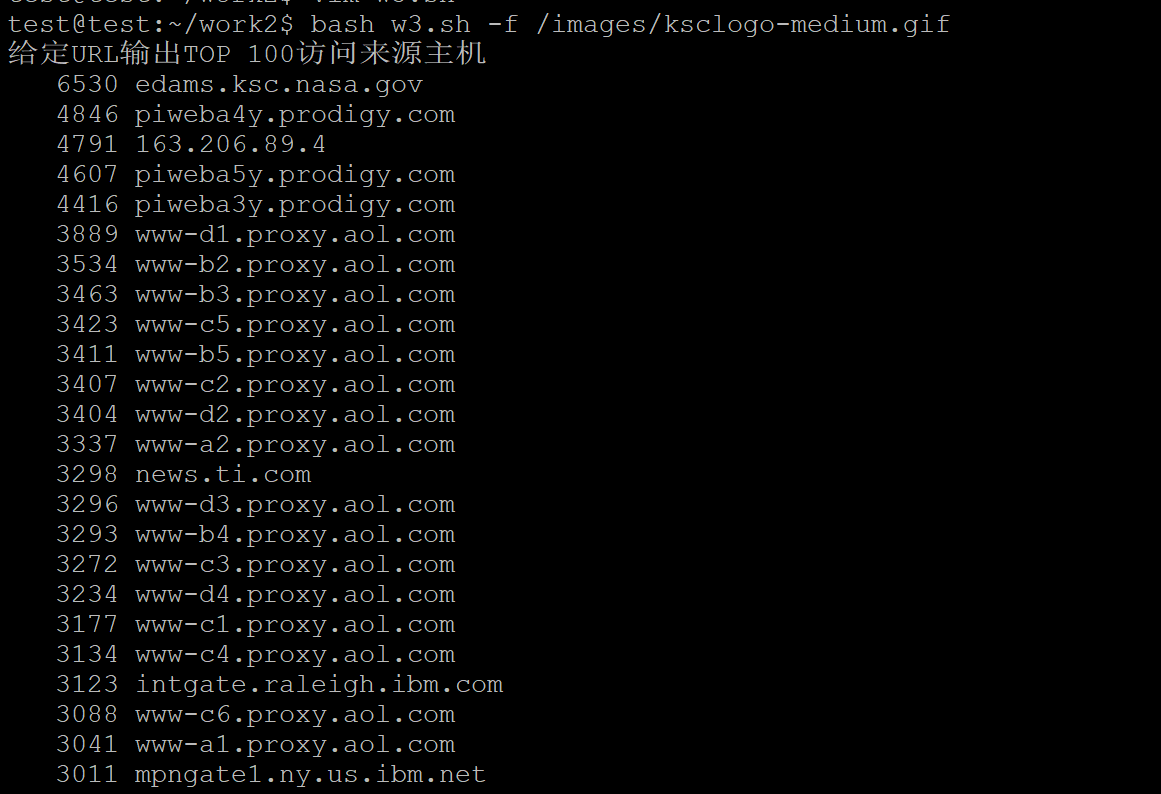 test@test:~/work2$ bash w3.sh -f /images/ksclogo-medium.gif
给定URL输出TOP 100访问来源主机
6530 edams.ksc.nasa.gov
4846 piweba4y.prodigy.com
4791 163.206.89.4
4607 piweba5y.prodigy.com
4416 piweba3y.prodigy.com
3889 www-d1.proxy.aol.com
3534 www-b2.proxy.aol.com
3463 www-b3.proxy.aol.com
3423 www-c5.proxy.aol.com
3411 www-b5.proxy.aol.com
3407 www-c2.proxy.aol.com
3404 www-d2.proxy.aol.com
3337 www-a2.proxy.aol.com
3298 news.ti.com
3296 www-d3.proxy.aol.com
3293 www-b4.proxy.aol.com
3272 www-c3.proxy.aol.com
3234 www-d4.proxy.aol.com
3177 www-c1.proxy.aol.com
3134 www-c4.proxy.aol.com
3123 intgate.raleigh.ibm.com
3088 www-c6.proxy.aol.com
3041 www-a1.proxy.aol.com
3011 mpngate1.ny.us.ibm.net